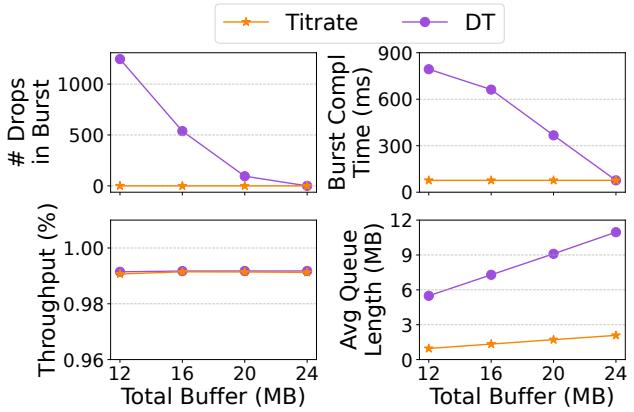 Titrate DT
# Drops
in Burst
1000
500
0
Burst Compl
Time (ms)
900
600
300
0
Throughput (%)
1.00
0.98
0.96
12 16 20 24
Total Buffer (MB)
Avg Queue
Length (MB)
12
9
6
3
0
12 16 20 24
Total Buffer (MB)